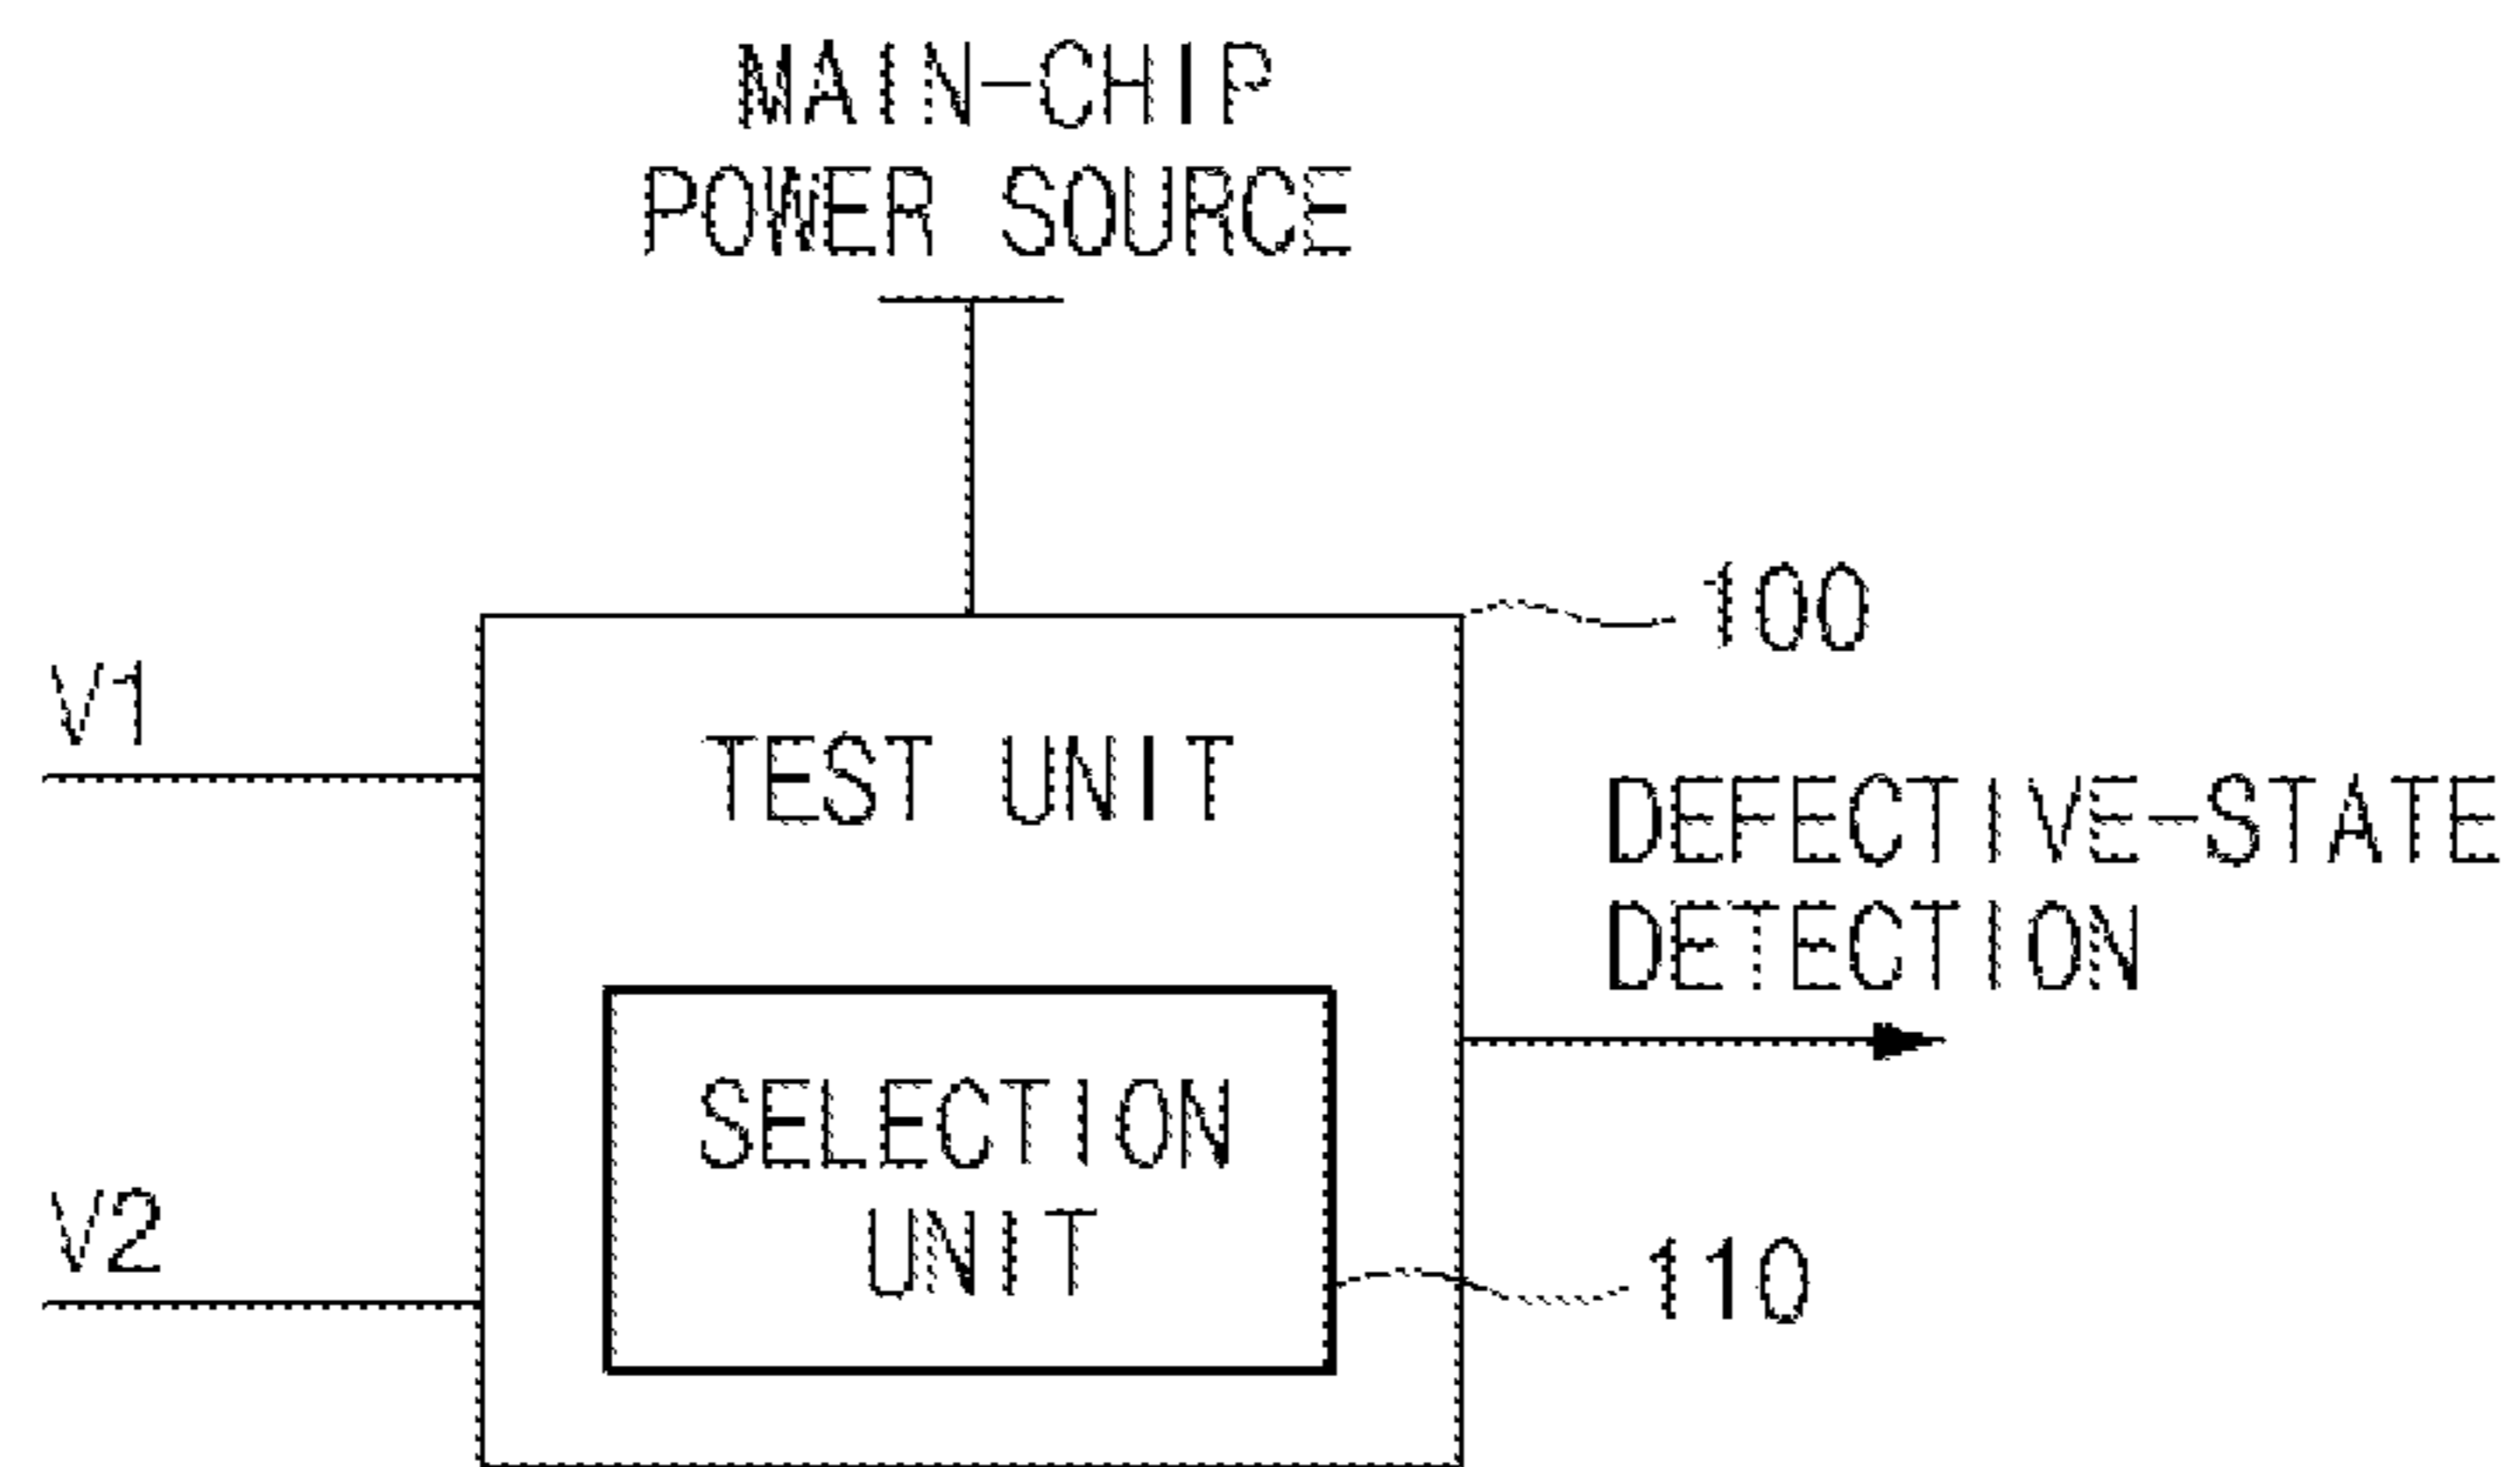 MAIN-CHIP
POWER SOURCE
100
V1
TEST UNIT
DEFECTIVE-STATE
DETECTION
SELECTION
UNIT
V2
110